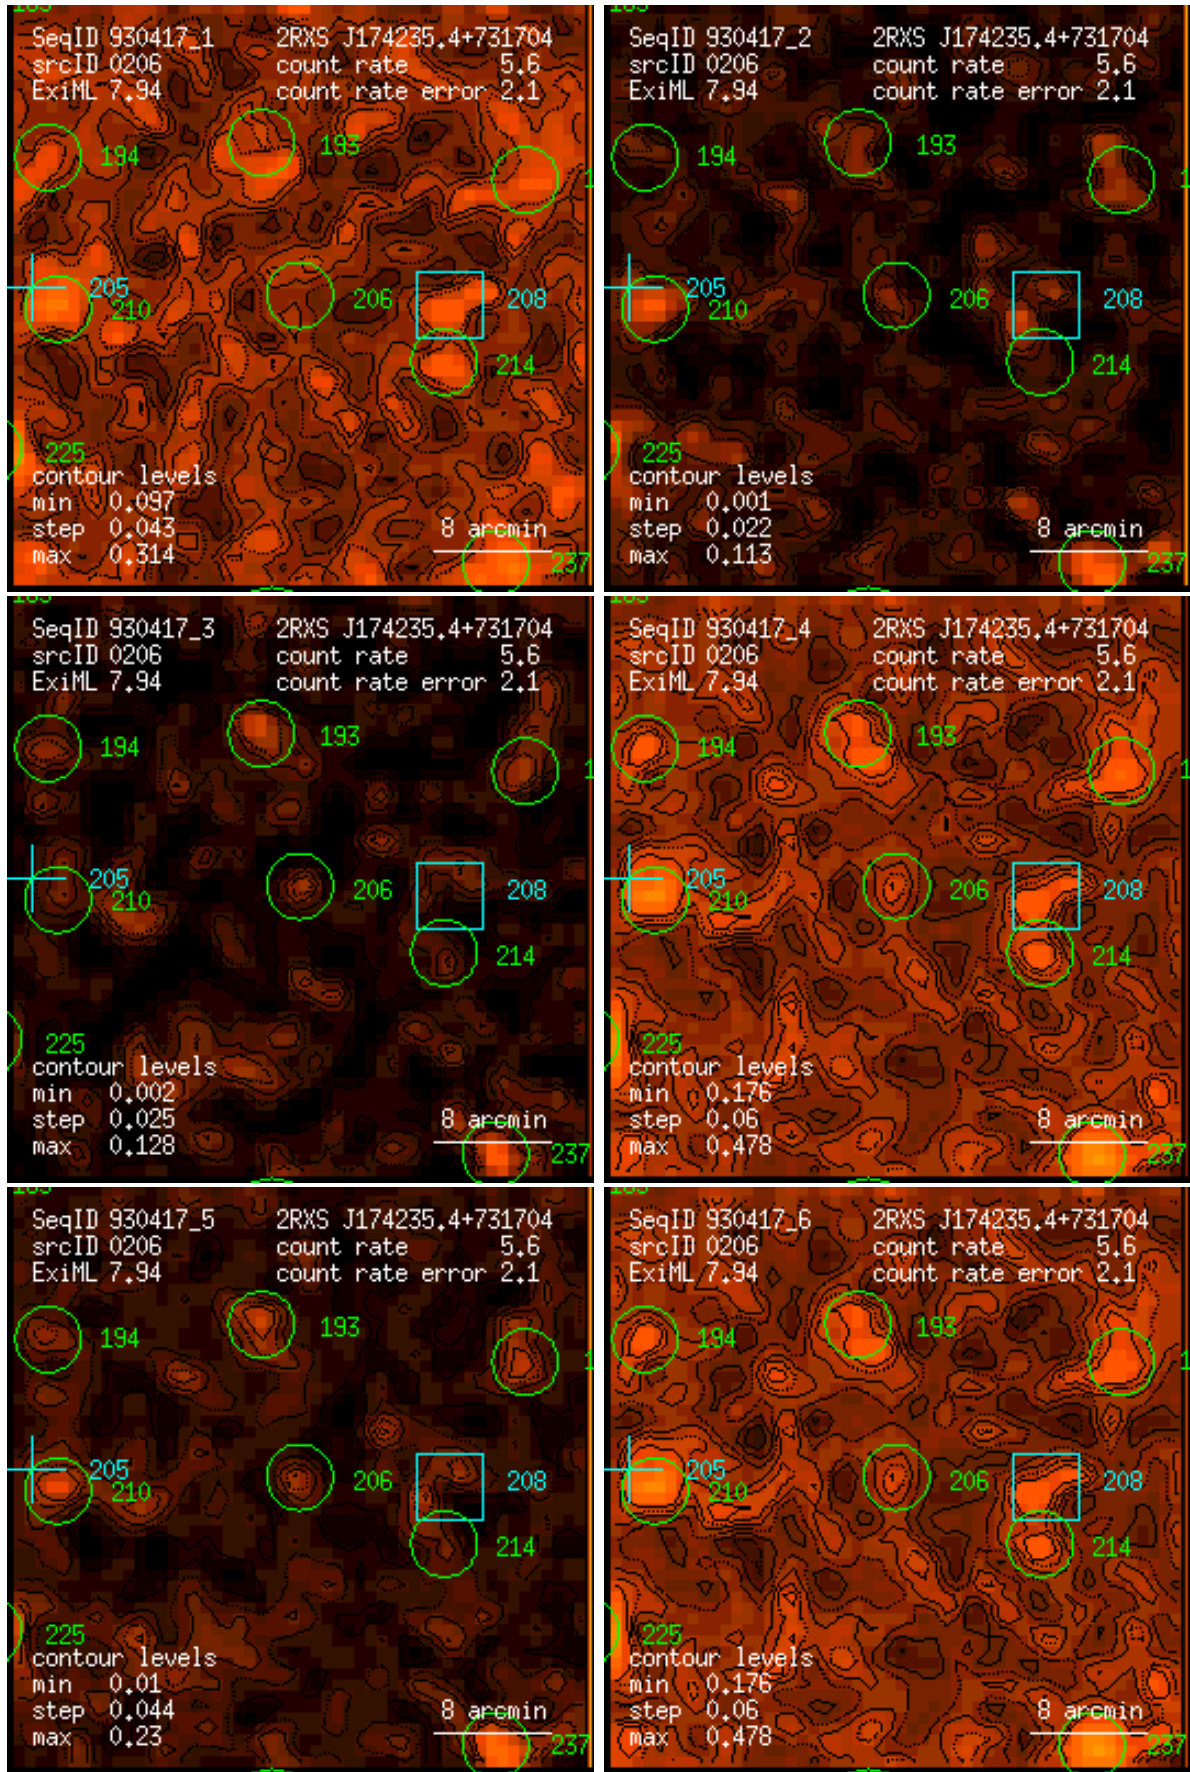 SeqID 930417_1 2RXS J174235.4+731704
srcID 0206 count rate 5.6
ExiML 7.94 count rate error 2.1
194 193
205 206 208
210
214
225
contour levels
min 0.097
step 0.043 8 arcmin
max 0.314 237
SeqID 930417_2 2RXS J174235.4+731704
srcID 0206 count rate 5.6
ExiML 7.94 count rate error 2.1
194 193
205 206 208
210
214
225
contour levels
min 0.001
step 0.022 8 arcmin
max 0.113 237
SeqID 930417_3 2RXS J174235.4+731704
srcID 0206 count rate 5.6
ExiML 7.94 count rate error 2.1
194 193
205 206 208
210
214
225
contour levels
min 0.002
step 0.025 8 arcmin
max 0.128 237
SeqID 930417_4 2RXS J174235.4+731704
srcID 0206 count rate 5.6
ExiML 7.94 count rate error 2.1
194 193
205 206 208
210
214
225
contour levels
min 0.176
step 0.06 8 arcmin
max 0.478 237
SeqID 930417_5 2RXS J174235.4+731704
srcID 0206 count rate 5.6
ExiML 7.94 count rate error 2.1
194 193
205 206 208
210
214
225
contour levels
min 0.01
step 0.044 8 arcmin
max 0.23 237
SeqID 930417_6 2RXS J174235.4+731704
srcID 0206 count rate 5.6
ExiML 7.94 count rate error 2.1
194 193
205 206 208
210
214
225
contour levels
min 0.176
step 0.06 8 arcmin
max 0.478 237